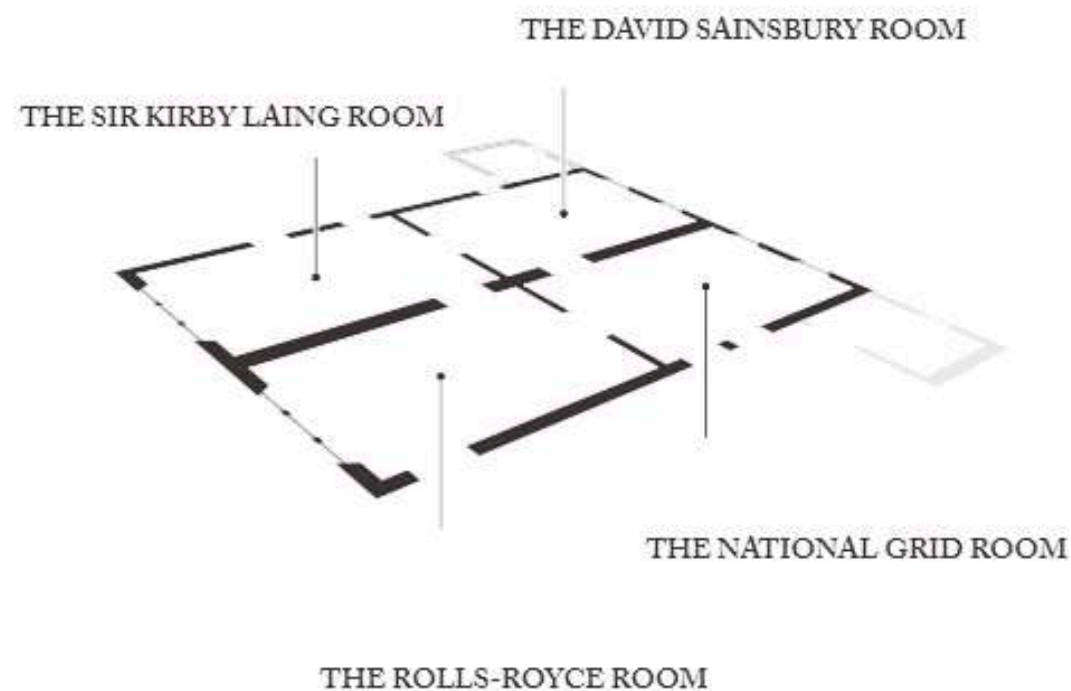 THE DAVID SAINSBURY ROOM
THE SIR KIRBY LAING ROOM
THE NATIONAL GRID ROOM
THE ROLLS-ROYCE ROOM